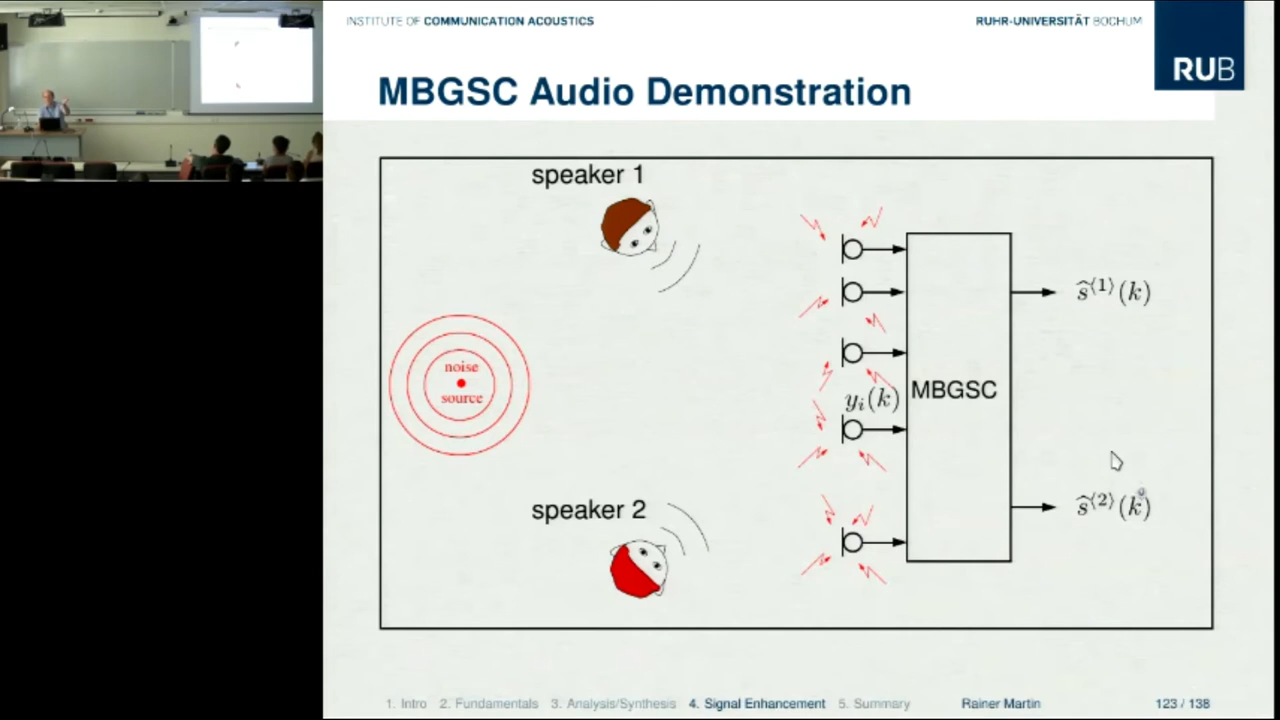 INSTITUTE OF COMMUNICATION ACOUSTICS
RUHR-UNIVERSITÄT BOCHUM
RUB
MBGSC Audio Demonstration
speaker 1
noise
source
speaker 2
y_i(k)
MBGSC
ŝ^{⟨1⟩}(k)
ŝ^{⟨2⟩}(k)
1. Intro 2. Fundamentals 3. Analysis/Synthesis 4. Signal Enhancement 5. Summary Rainer Martin 123 / 138